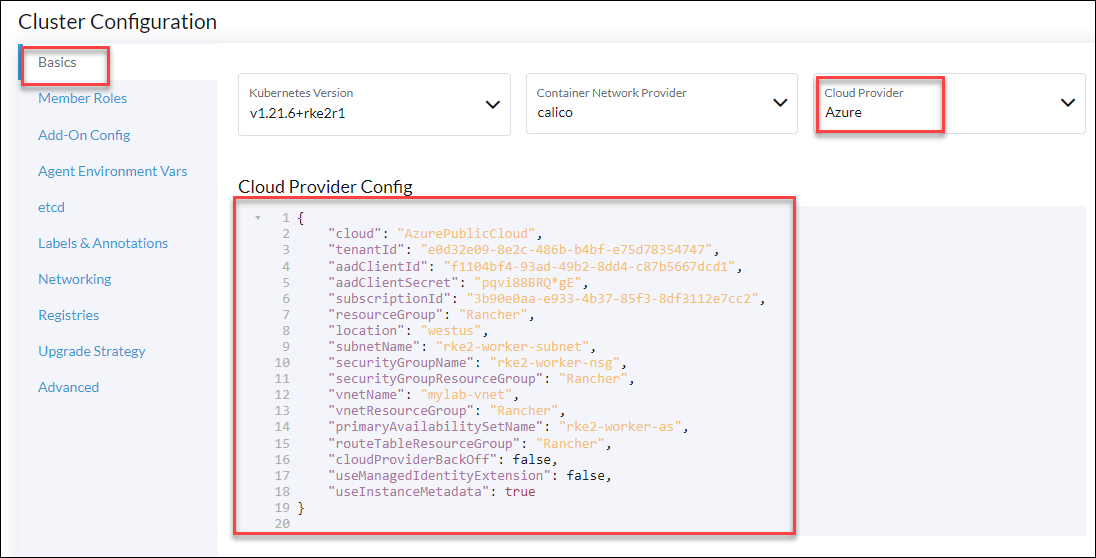 Cluster Configuration
Basics
Member Roles
Add-On Config
Agent Environment Vars
etcd
Labels & Annotations
Networking
Registries
Upgrade Strategy
Advanced
Kubernetes Version
v1.21.6+rke2r1
Container Network Provider
calico
Cloud Provider
Azure
Cloud Provider Config
1 {
2 "cloud": "AzurePublicCloud",
3 "tenantId": "e0d32e09-8e2c-486b-b4bf-e75d78354747",
4 "aadClientId": "f1104bf4-93ad-49b2-8dd4-c87b5667dcd1",
5 "aadClientSecret": "pqvi88BRQ*gE",
6 "subscriptionId": "3b90e0aa-e933-4b37-85f3-8df3112e7cc2",
7 "resourceGroup": "Rancher",
8 "location": "westus",
9 "subnetName": "rke2-worker-subnet",
10 "securityGroupName": "rke2-worker-nsg",
11 "securityGroupResourceGroup": "Rancher",
12 "vnetName": "mylab-vnet",
13 "vnetResourceGroup": "Rancher",
14 "primaryAvailabilitySetName": "rke2-worker-as",
15 "routeTableResourceGroup": "Rancher",
16 "cloudProviderBackOff": false,
17 "useManagedIdentityExtension": false,
18 "useInstanceMetadata": true
19 }
20